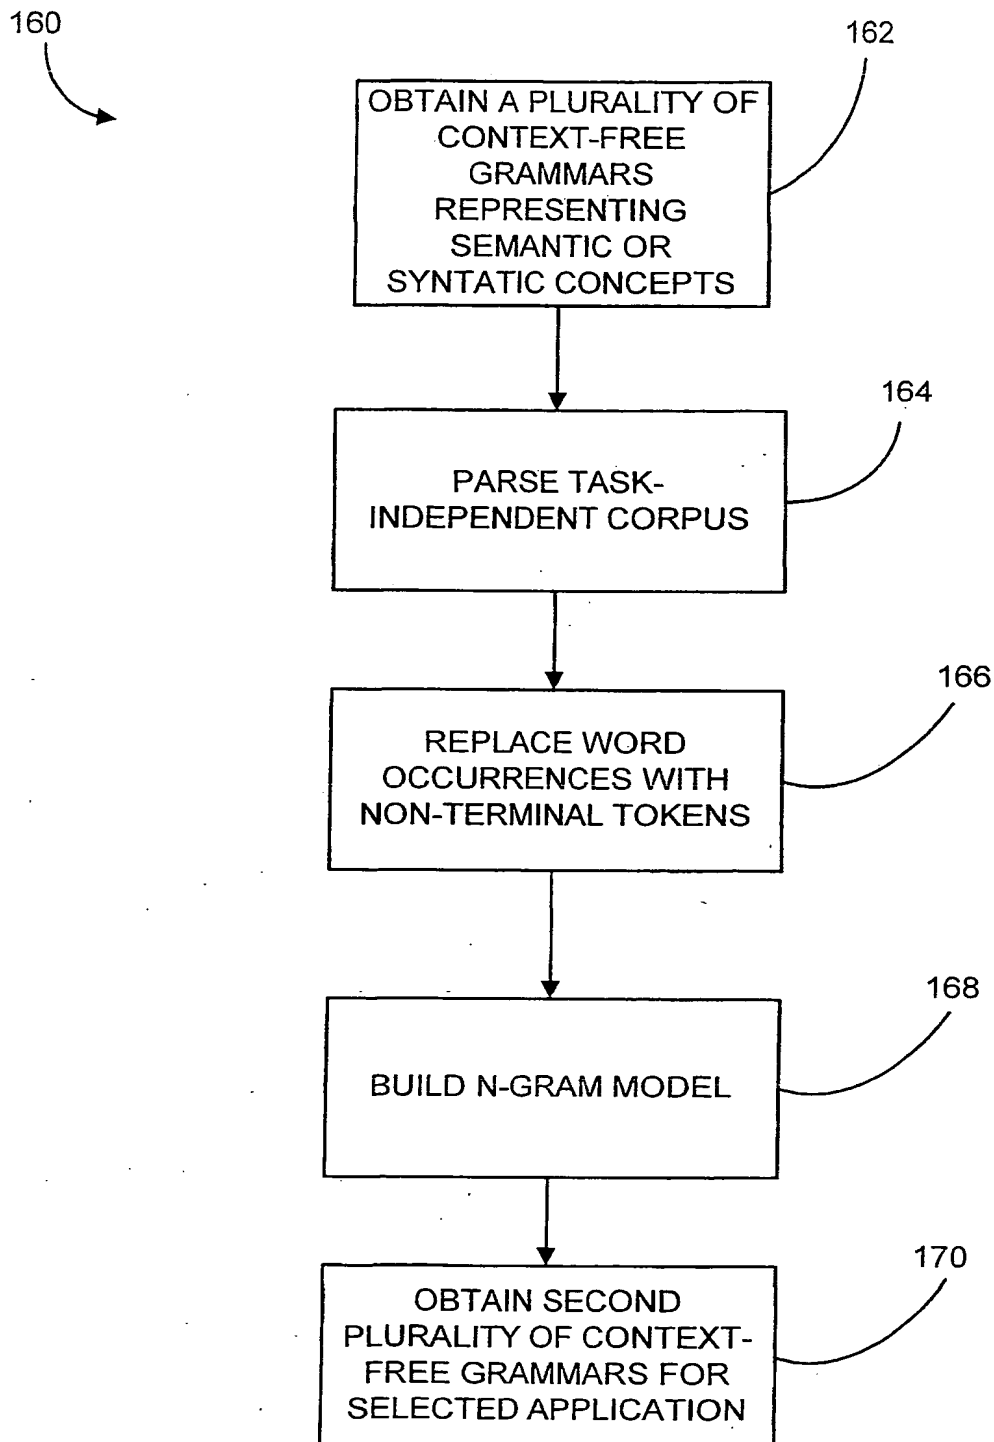 160
162
OBTAIN A PLURALITY OF
CONTEXT-FREE
GRAMMARS
REPRESENTING
SEMANTIC OR
SYNTATIC CONCEPTS
164
PARSE TASK-
INDEPENDENT CORPUS
166
REPLACE WORD
OCCURRENCES WITH
NON-TERMINAL TOKENS
168
BUILD N-GRAM MODEL
170
OBTAIN SECOND
PLURALITY OF CONTEXT-
FREE GRAMMARS FOR
SELECTED APPLICATION